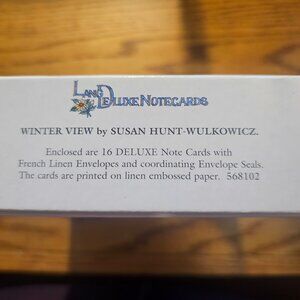 LANG DELUXE NOTECARDS
WINTER VIEW by SUSAN HUNT-WULKOWICZ.
Enclosed are 16 DELUXE Note Cards with
French Linen Envelopes and coordinating Envelope Seals.
The cards are printed on linen embossed paper. 568102